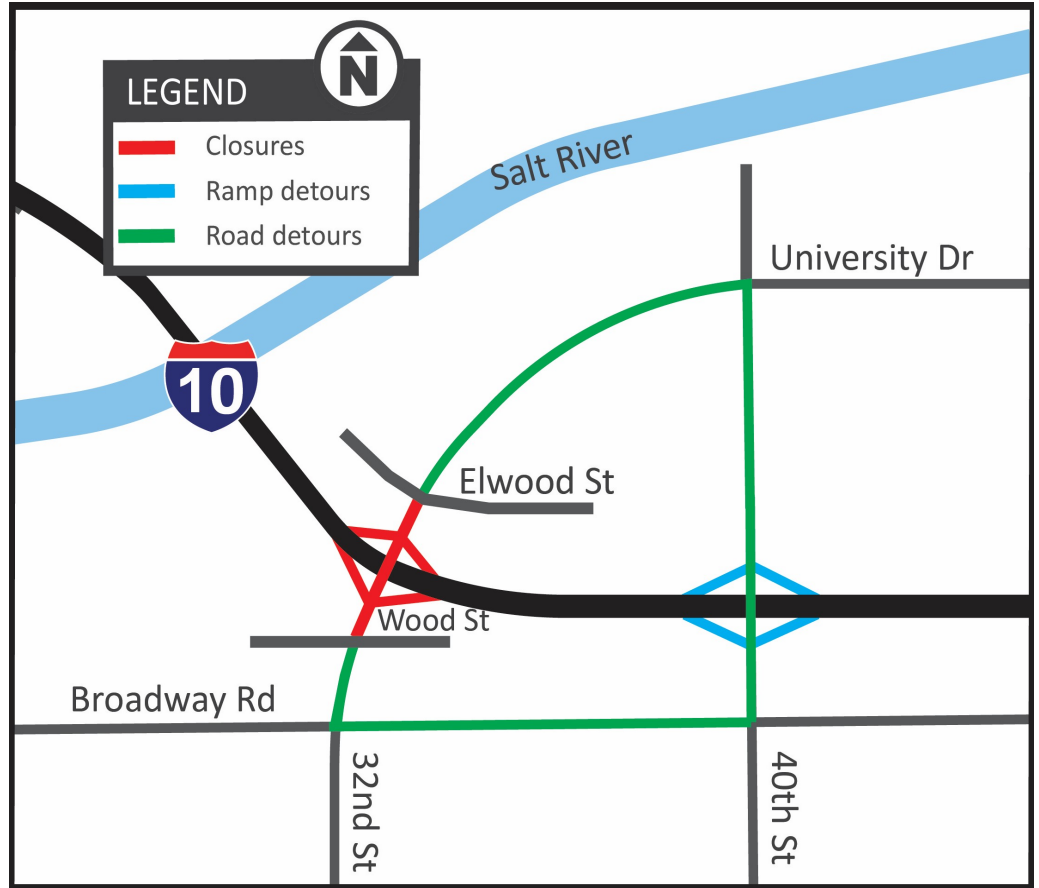 N
LEGEND
Closures
Ramp detours
Road detours
Salt River
University Dr
10
Elwood St
Wood St
Broadway Rd
32nd St
40th St